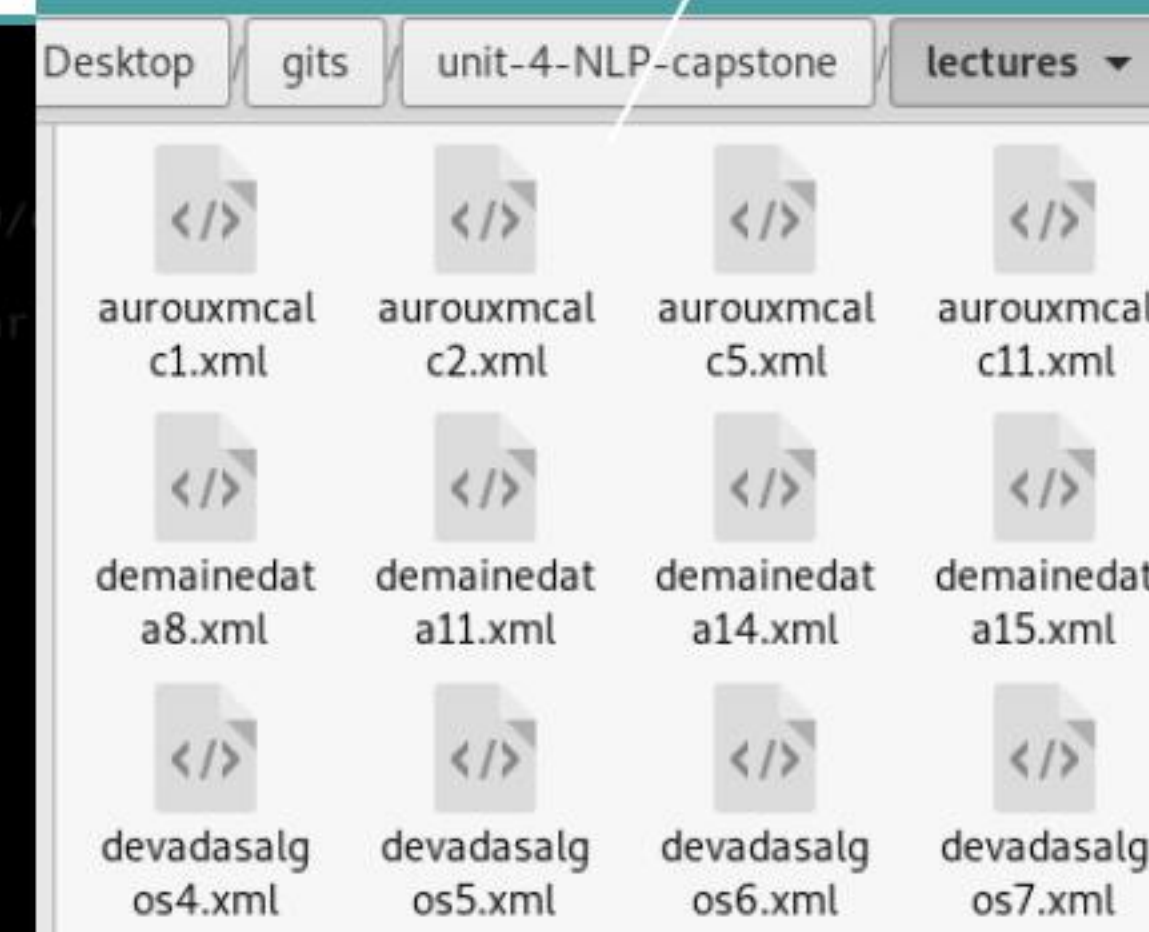 Desktop / gits / unit-4-NLP-capstone / lectures
</> </> </> </>
aurouxmcal aurouxmcal aurouxmcal aurouxmcal
c1.xml c2.xml c5.xml c11.xml
</> </> </> </>
demainedat demainedat demainedat demainedat
a8.xml a11.xml a14.xml a15.xml
</> </> </> </>
devadasalg devadasalg devadasalg devadasalg
os4.xml os5.xml os6.xml os7.xml